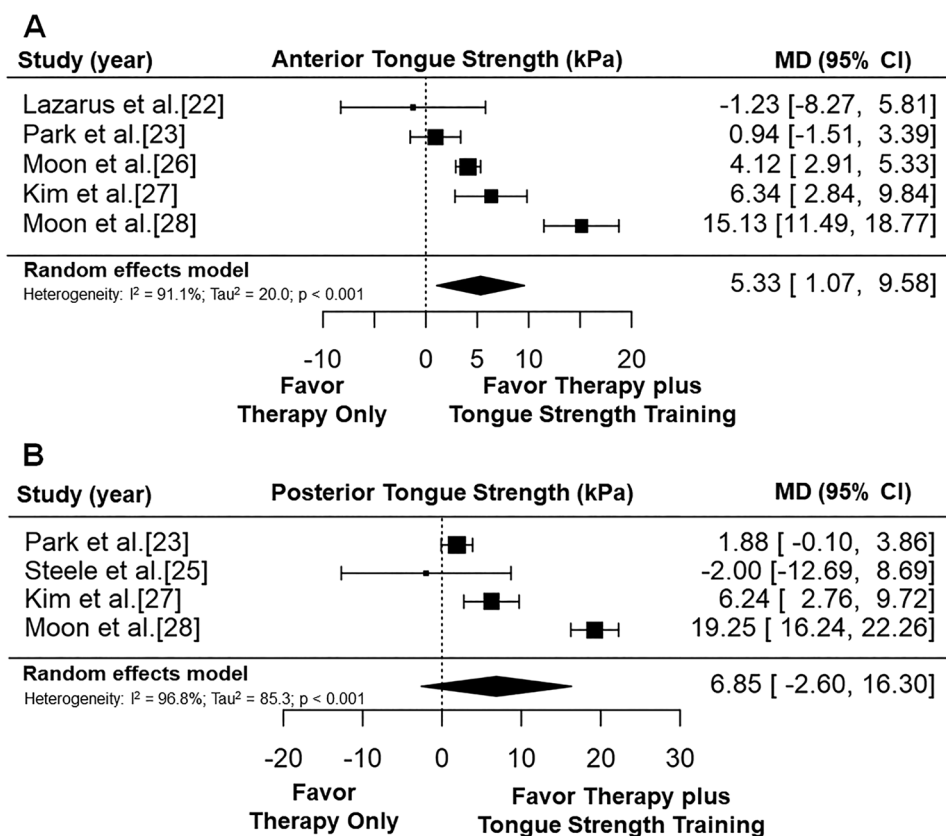 A
Study (year) Anterior Tongue Strength (kPa) MD (95% CI)
Lazarus et al.[22] -1.23 [-8.27, 5.81]
Park et al.[23] 0.94 [-1.51, 3.39]
Moon et al.[26] 4.12 [ 2.91, 5.33]
Kim et al.[27] 6.34 [ 2.84, 9.84]
Moon et al.[28] 15.13 [11.49, 18.77]
Random effects model
Heterogeneity: I² = 91.1%; Tau² = 20.0; p < 0.001 5.33 [ 1.07, 9.58]
-10 0 5 10 20
Favor Favor Therapy plus
Therapy Only Tongue Strength Training
B
Study (year) Posterior Tongue Strength (kPa) MD (95% CI)
Park et al.[23] 1.88 [ -0.10, 3.86]
Steele et al.[25] -2.00 [-12.69, 8.69]
Kim et al.[27] 6.24 [ 2.76, 9.72]
Moon et al.[28] 19.25 [ 16.24, 22.26]
Random effects model
Heterogeneity: I² = 96.8%; Tau² = 85.3; p < 0.001 6.85 [ -2.60, 16.30]
-20 -10 0 10 20 30
Favor Favor Therapy plus
Therapy Only Tongue Strength Training